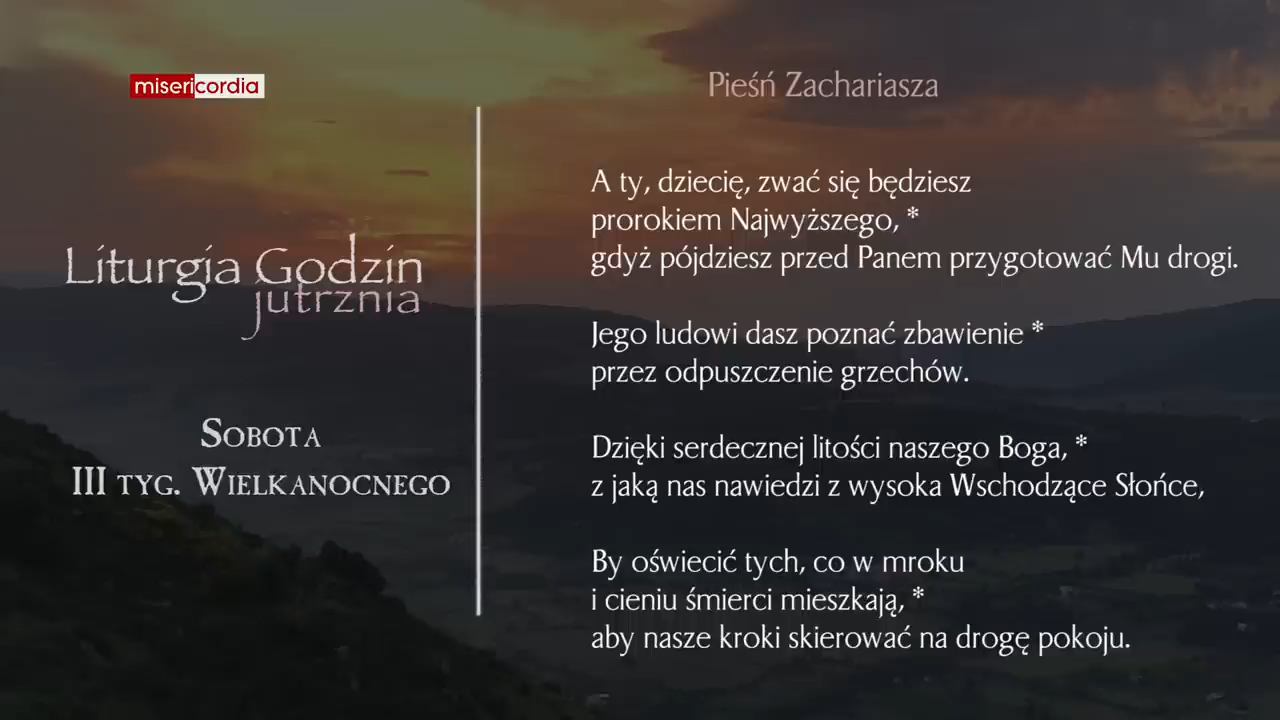 misericordia
Liturgia Godzin
jutrznia
Sobota
III tyg. Wielkanocnego
Pieśń Zachariasza
A ty, dziecię, zwać się będziesz
prorokiem Najwyższego, *
gdyż pójdziesz przed Panem przygotować Mu drogi.
Jego ludowi dasz poznać zbawienie *
przez odpuszczenie grzechów.
Dzięki serdecznej litości naszego Boga, *
z jaką nas nawiedzi z wysoka Wschodzące Słońce,
By oświecić tych, co w mroku
i cieniu śmierci mieszkają, *
aby nasze kroki skierować na drogę pokoju.